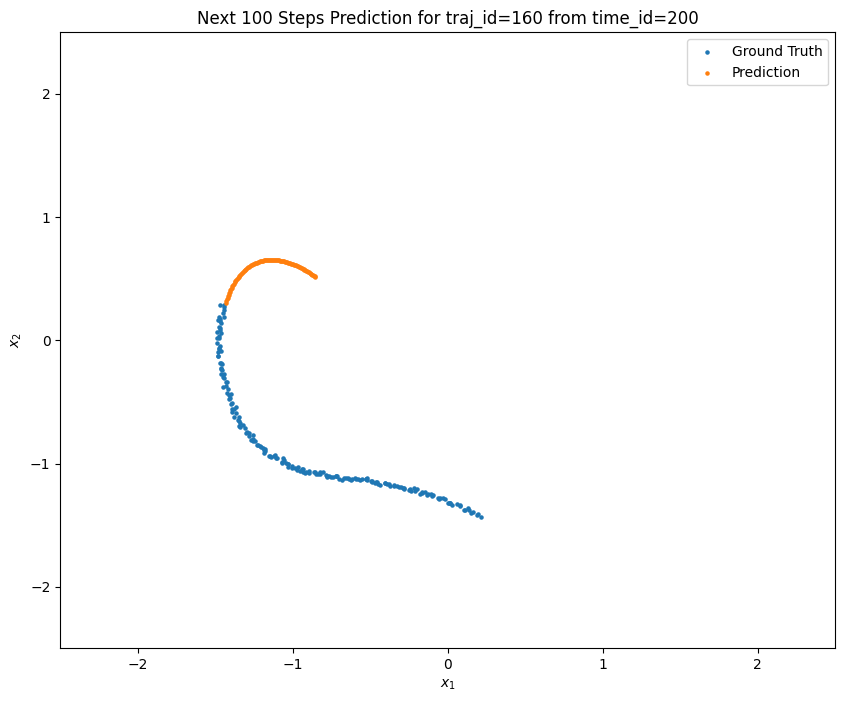 Next 100 Steps Prediction for traj_id=160 from time_id=200
Ground Truth
Prediction
2
1
0
−1
−2
x₂
−2
−1
0
1
2
x₁